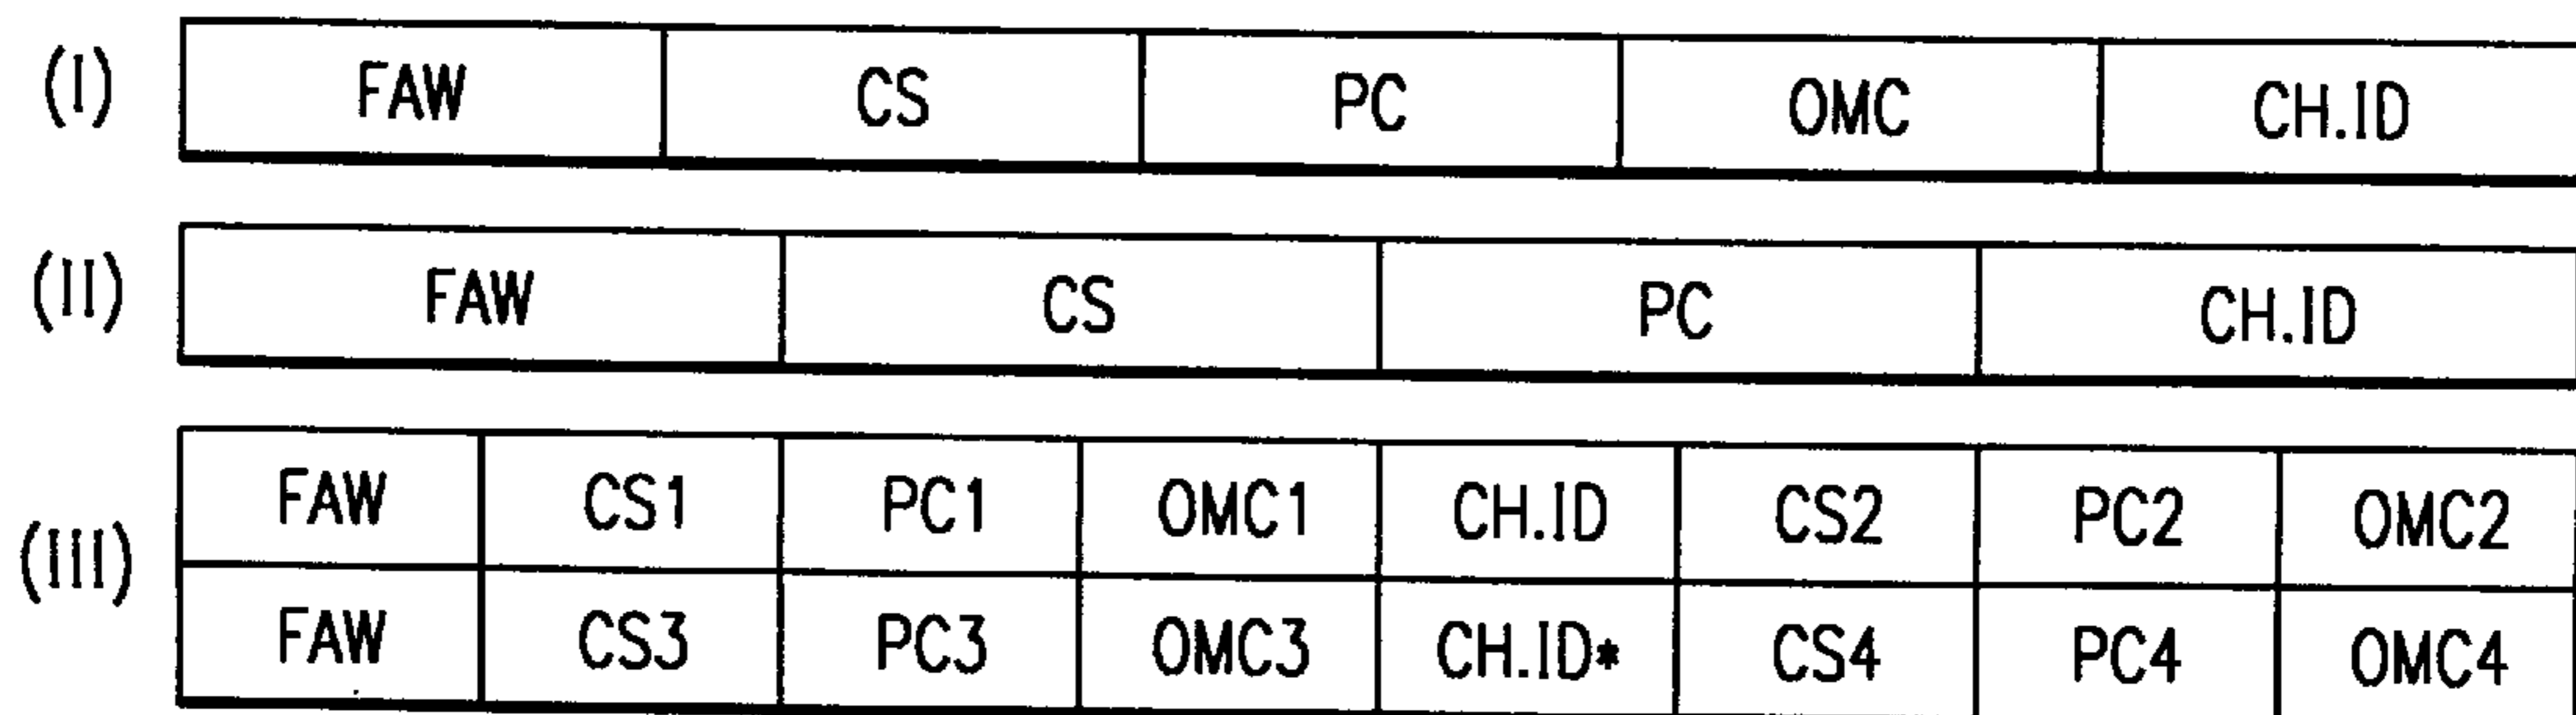 (I) FAW CS PC OMC CH.ID
(II) FAW CS PC CH.ID
(III)
FAW CS1 PC1 OMC1 CH.ID CS2 PC2 OMC2
FAW CS3 PC3 OMC3 CH.ID* CS4 PC4 OMC4